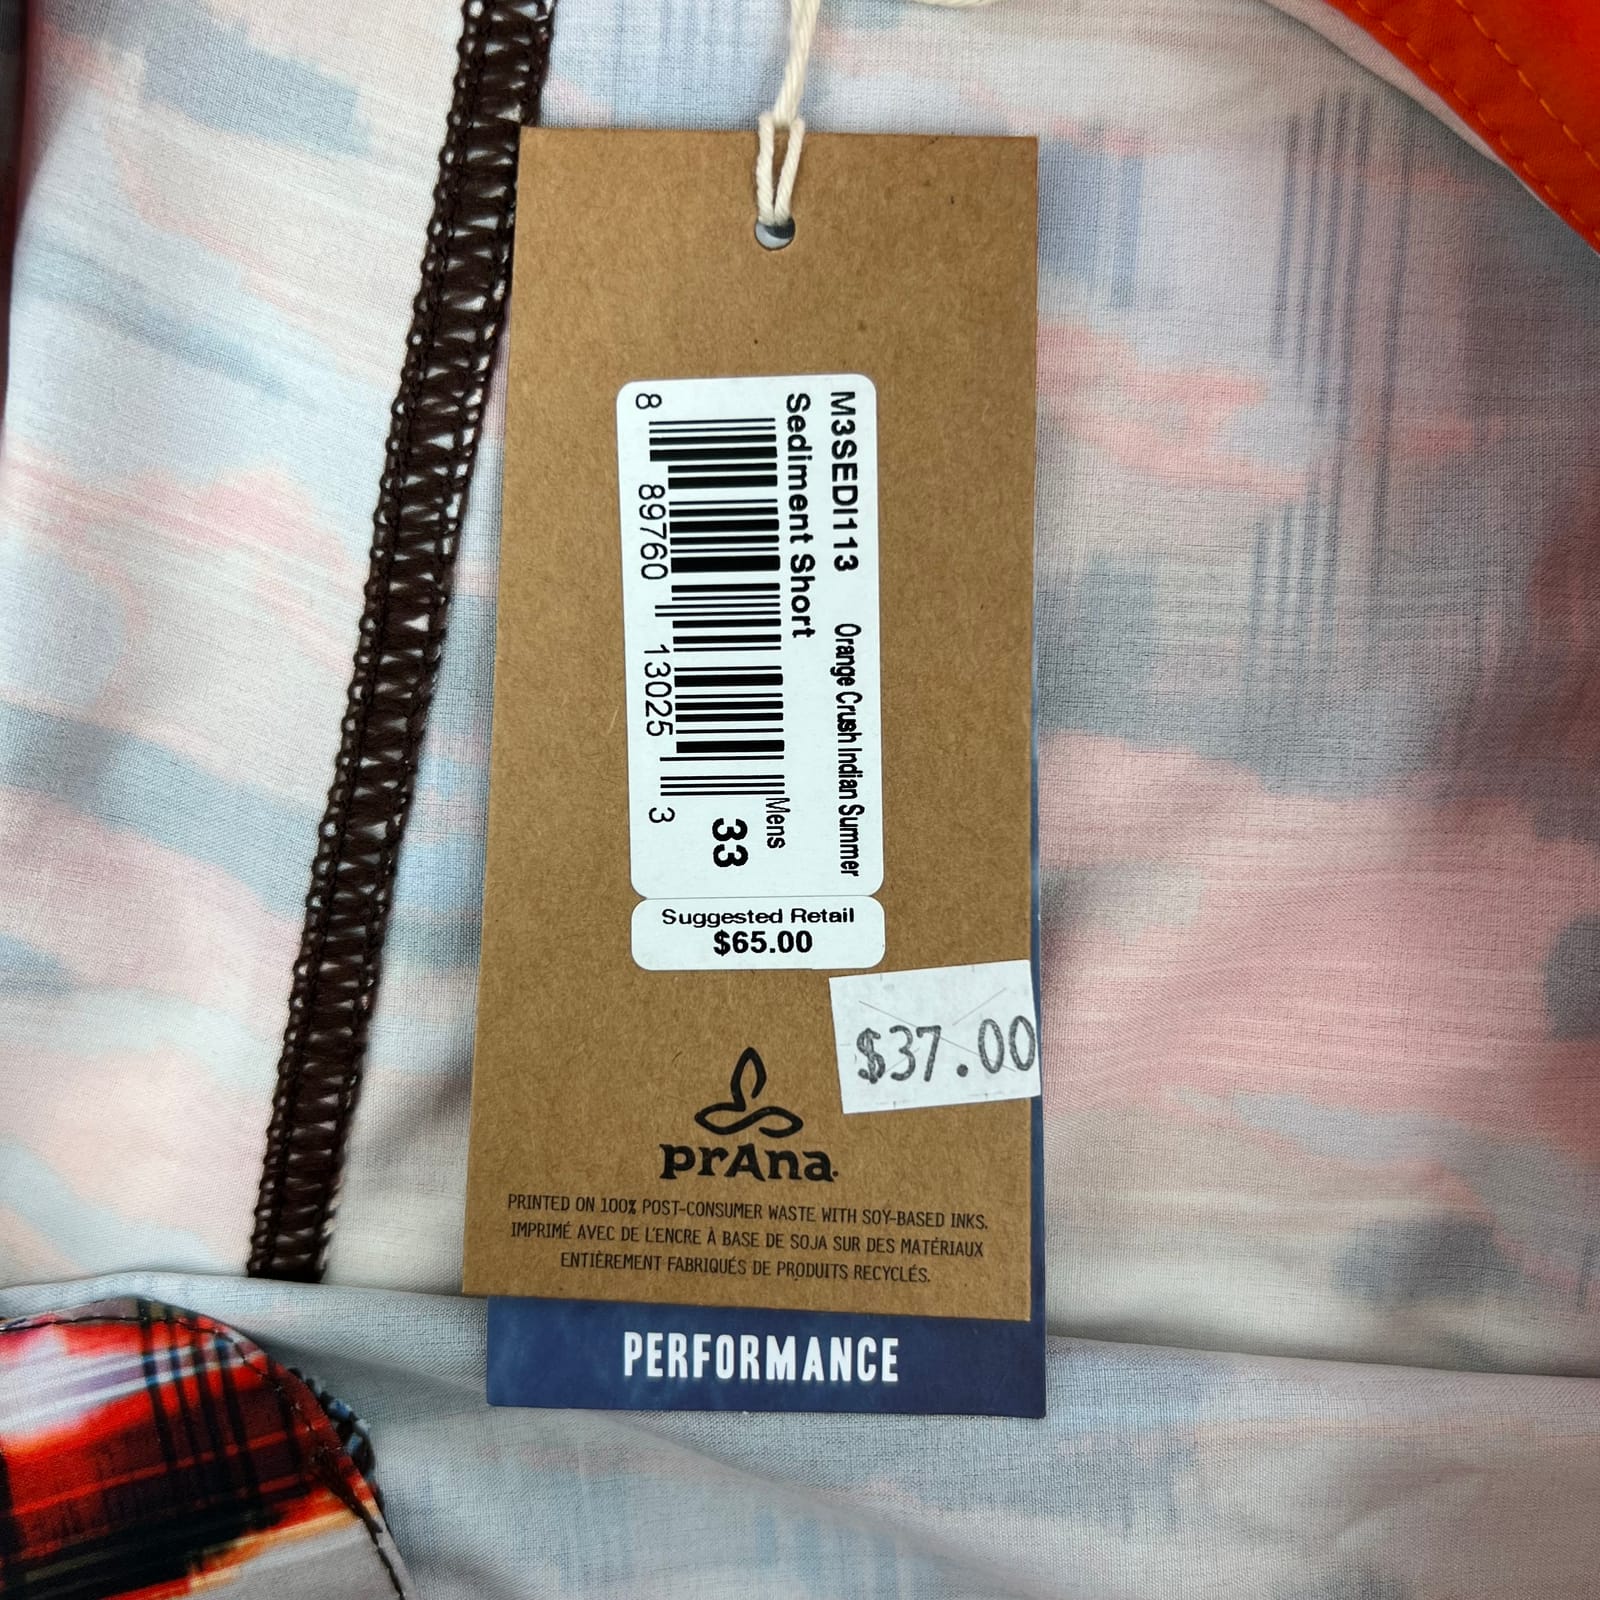 M3SEDI113 Orange Crush Indian Summer
Sediment Short
8 89760 13025 3
Mens
33
Suggested Retail
$65.00
$37.00
prAna
PRINTED ON 100% POST-CONSUMER WASTE WITH SOY-BASED INKS.
IMPRIMÉ AVEC DE L'ENCRE À BASE DE SOJA SUR DES MATÉRIAUX
ENTIÈREMENT FABRIQUÉS DE PRODUITS RECYCLÉS.
PERFORMANCE